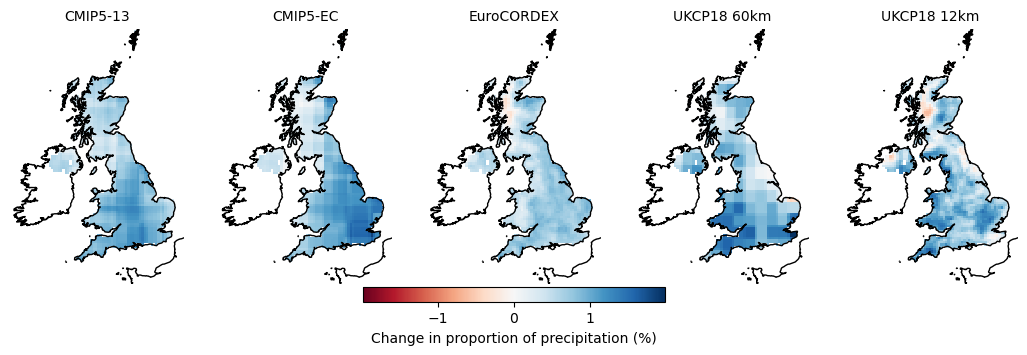 CMIP5-13 CMIP5-EC EuroCORDEX UKCP18 60km UKCP18 12km
−1 0 1
Change in proportion of precipitation (%)